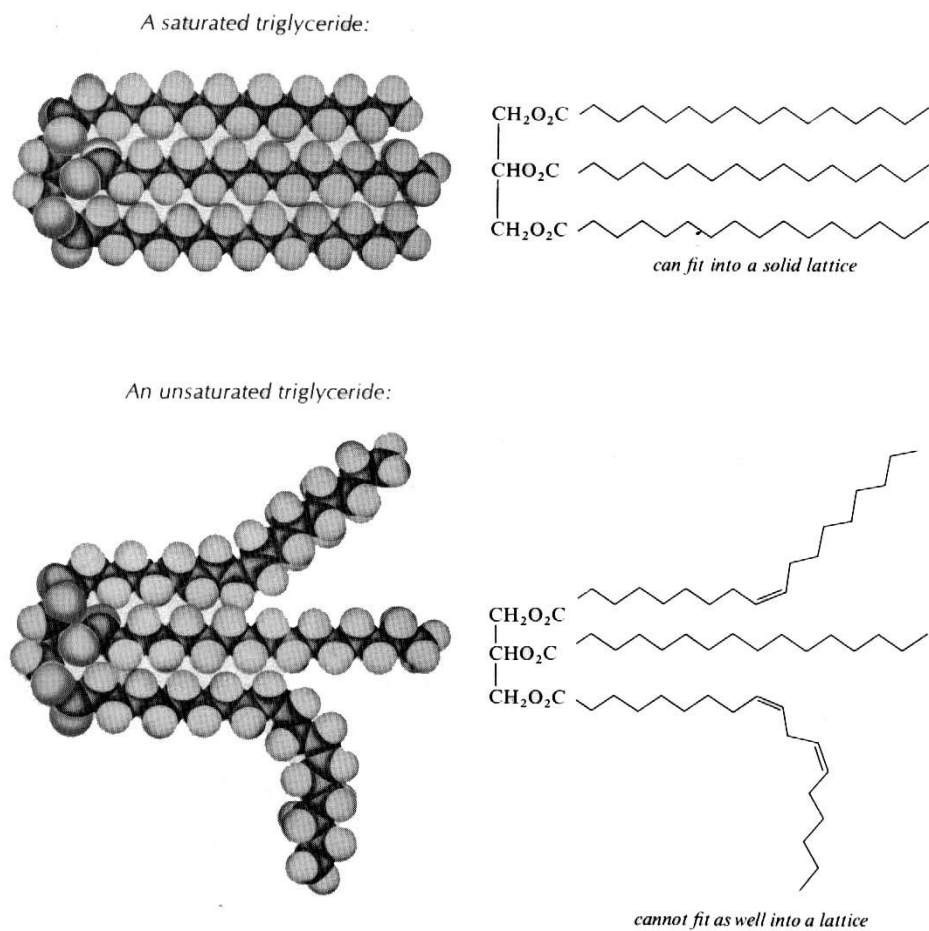 A saturated triglyceride:
CH₂O₂C
CHO₂C
CH₂O₂C
can fit into a solid lattice
An unsaturated triglyceride:
CH₂O₂C
CHO₂C
CH₂O₂C
cannot fit as well into a lattice